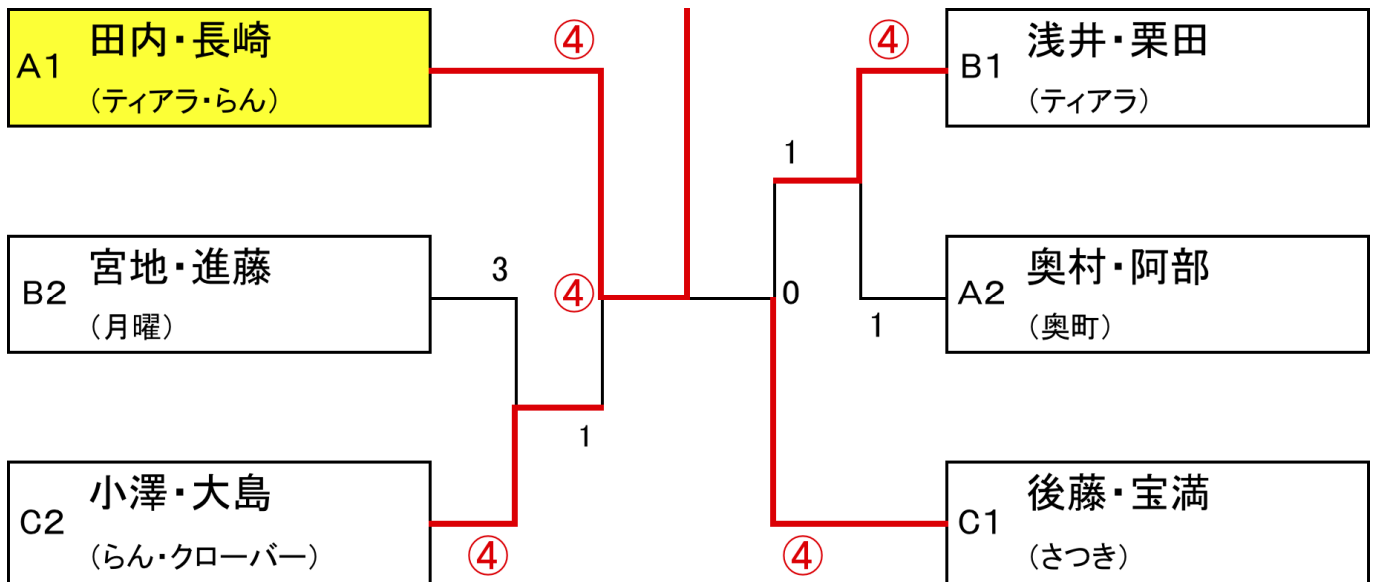 A1 田内・長崎
(ティアラ・らん)
④
④
B1 浅井・栗田
(ティアラ)
1
B2 宮地・進藤
(月曜)
3
④
0
A2 奥村・阿部
(奥町)
1
1
C2 小澤・大島
(らん・クローバー)
④
④
C1 後藤・宝満
(さつき)